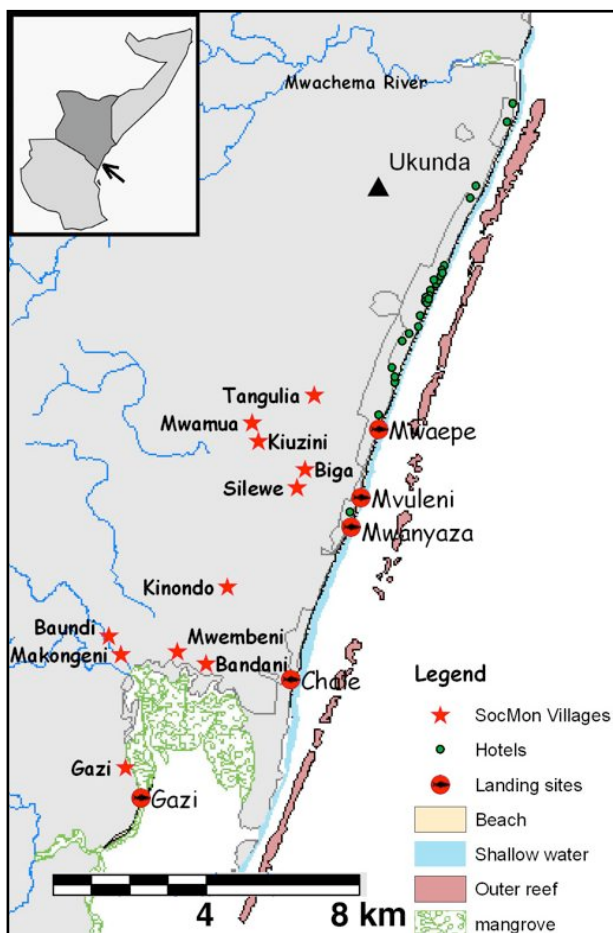 Mwachema River
Ukunda
Tangulia
Mwamua
Kiuzini
Mwaepe
Biga
Silewe
Mvuleni
Mwanyaza
Kinondo
Baundi
Mwembeni
Makongeni
Bandani
Chale
Gazi
Gazi
Legend
SocMon Villages
Hotels
Landing sites
Beach
Shallow water
Outer reef
mangrove
4 8 km